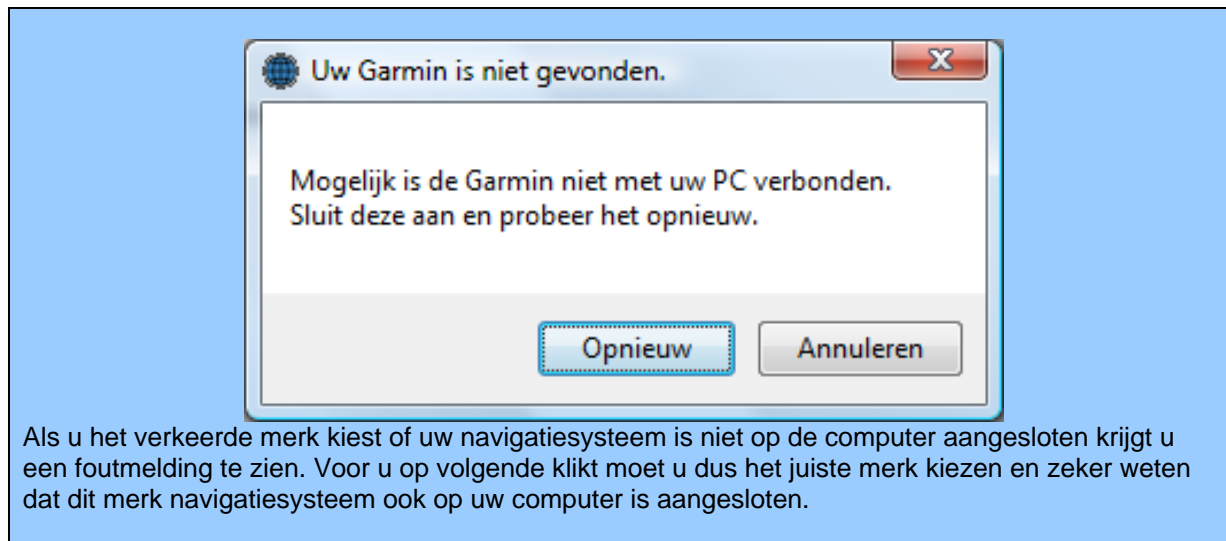 Uw Garmin is niet gevonden.
Mogelijk is de Garmin niet met uw PC verbonden.
Sluit deze aan en probeer het opnieuw.
Opnieuw
Annuleren
Als u het verkeerde merk kiest of uw navigatiesysteem is niet op de computer aangesloten krijgt u
een foutmelding te zien. Voor u op volgende klikt moet u dus het juiste merk kiezen en zeker weten
dat dit merk navigatiesysteem ook op uw computer is aangesloten.